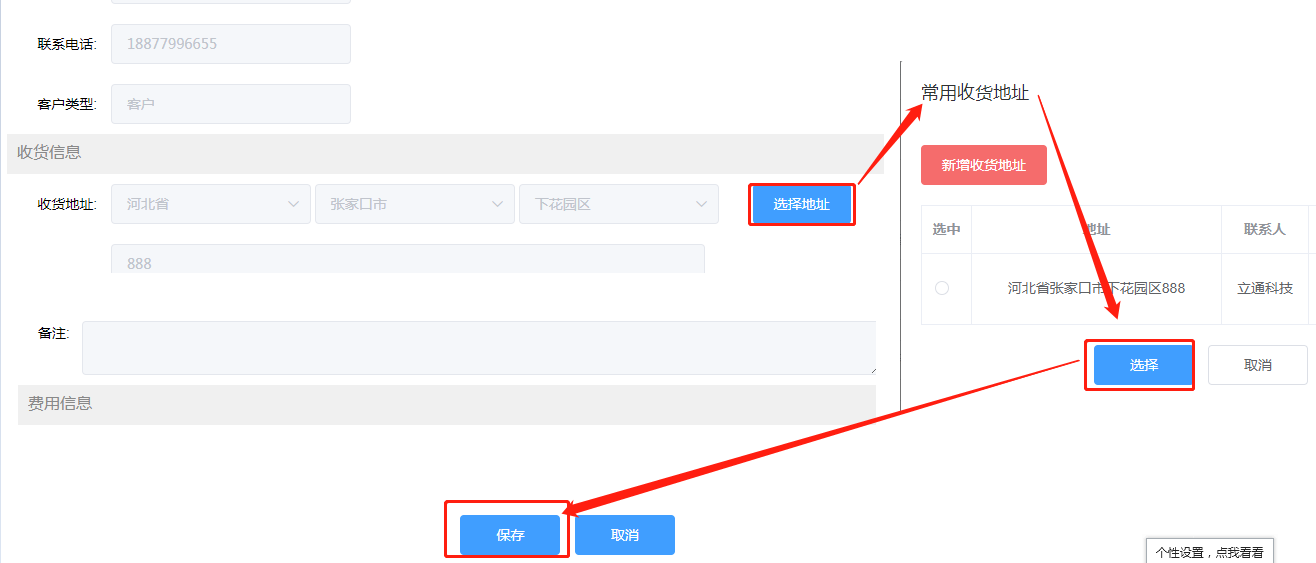 联系电话: 18877996655
客户类型: 客户
收货信息
收货地址: 河北省 张家口市 下花园区 选择地址
888
备注:
费用信息
保存 取消
常用收货地址
新增收货地址
选中 地址 联系人
河北省张家口市下花园区888 立通科技
选择 取消
个性设置，点我看看